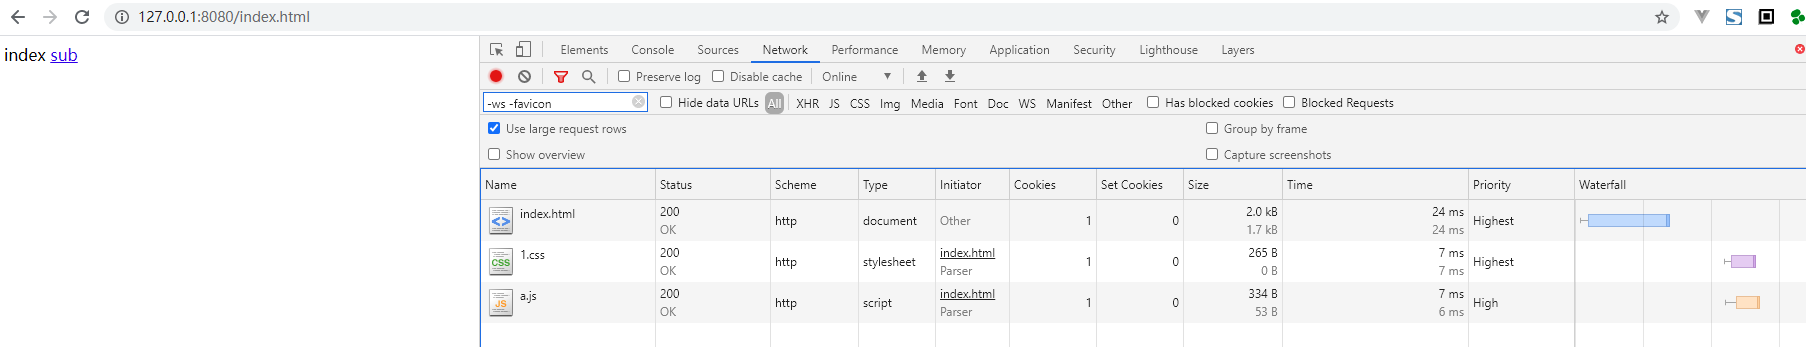 127.0.0.1:8080/index.html
index sub
Elements Console Sources Network Performance Memory Application Security Lighthouse Layers
Preserve log Disable cache Online
-ws -favicon Hide data URLs All XHR JS CSS Img Media Font Doc WS Manifest Other Has blocked cookies Blocked Requests
Use large request rows Group by frame
Show overview Capture screenshots
Name Status Scheme Type Initiator Cookies Set Cookies Size Time Priority Waterfall
index.html 200 http document Other 1 0 2.0 kB 24 ms Highest
OK 1.7 kB 24 ms
1.css 200 http stylesheet index.html 1 0 265 B 7 ms Highest
CSS OK Parser 0 B 7 ms
a.js 200 http script index.html 1 0 334 B 7 ms High
JS OK Parser 53 B 6 ms